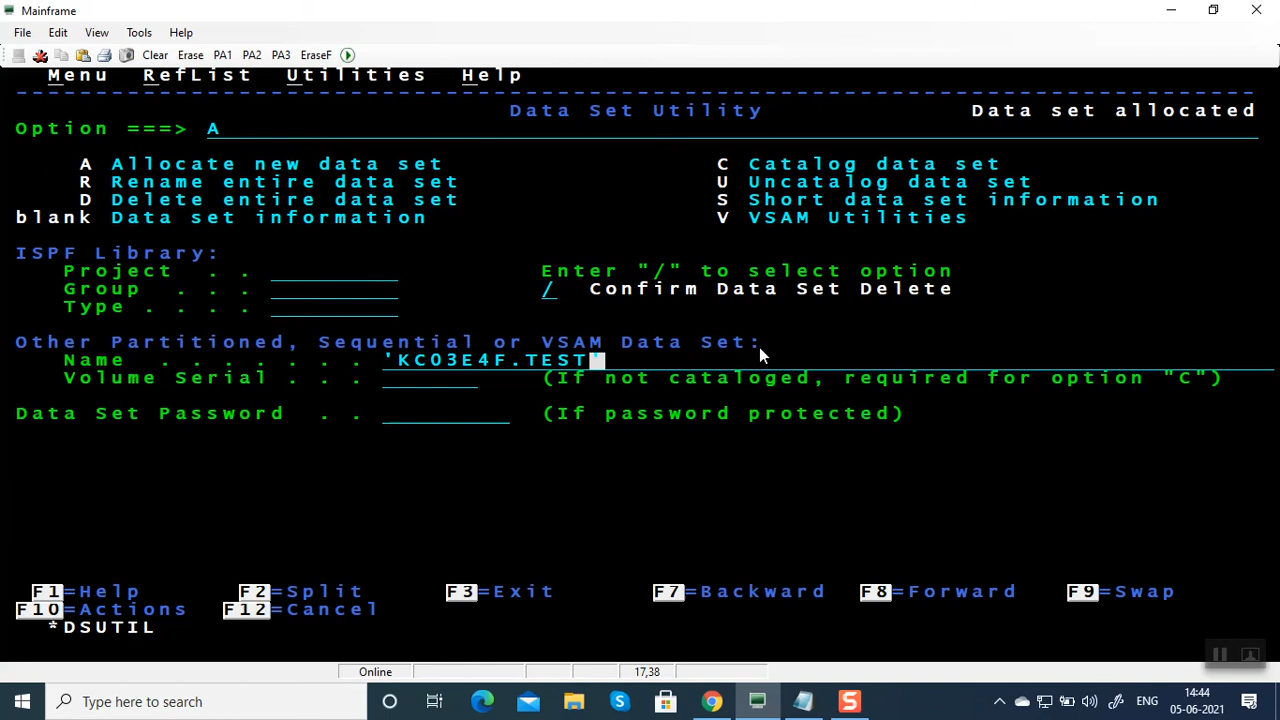 Mainframe
File Edit View Tools Help
Clear Erase PA1 PA2 PA3 EraseF
Menu RefList Utilities Help
Data Set Utility Data set allocated
Option ===> A
A Allocate new data set C Catalog data set
R Rename entire data set U Uncatalog data set
D Delete entire data set S Short data set information
blank Data set information V VSAM Utilities
ISPF Library:
Project . . Enter "/" to select option
Group . . . / Confirm Data Set Delete
Type . . . .
Other Partitioned, Sequential or VSAM Data Set:
Name . . . . . . . 'KC03E4F.TEST'
Volume Serial . . . (If not cataloged, required for option "C")
Data Set Password . . (If password protected)
F1=Help F2=Split F3=Exit F7=Backward F8=Forward F9=Swap
F10=Actions F12=Cancel
*DSUTIL
Online 17,38
Type here to search ENG 14:44
05-06-2021